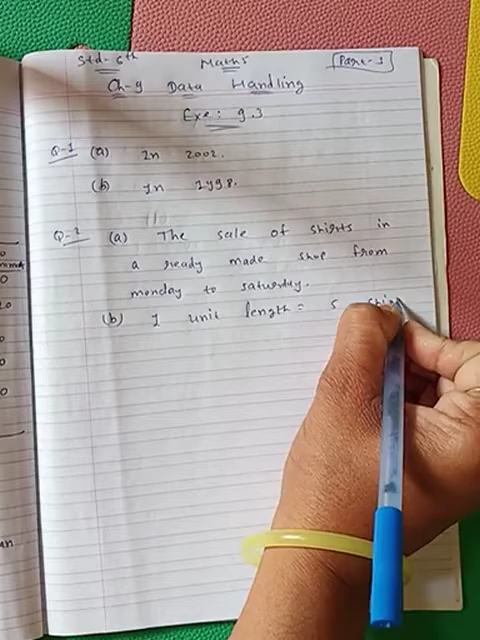 Std- 6th Maths Part-1
Ch-9 Data Handling
Exe: 9.3
Q-1 (a) In 2002.
(b) In 1998.
Q-2 (a) The sale of shirts in
a ready made shop from
monday to saturday.
(b) 1 unit length = 5